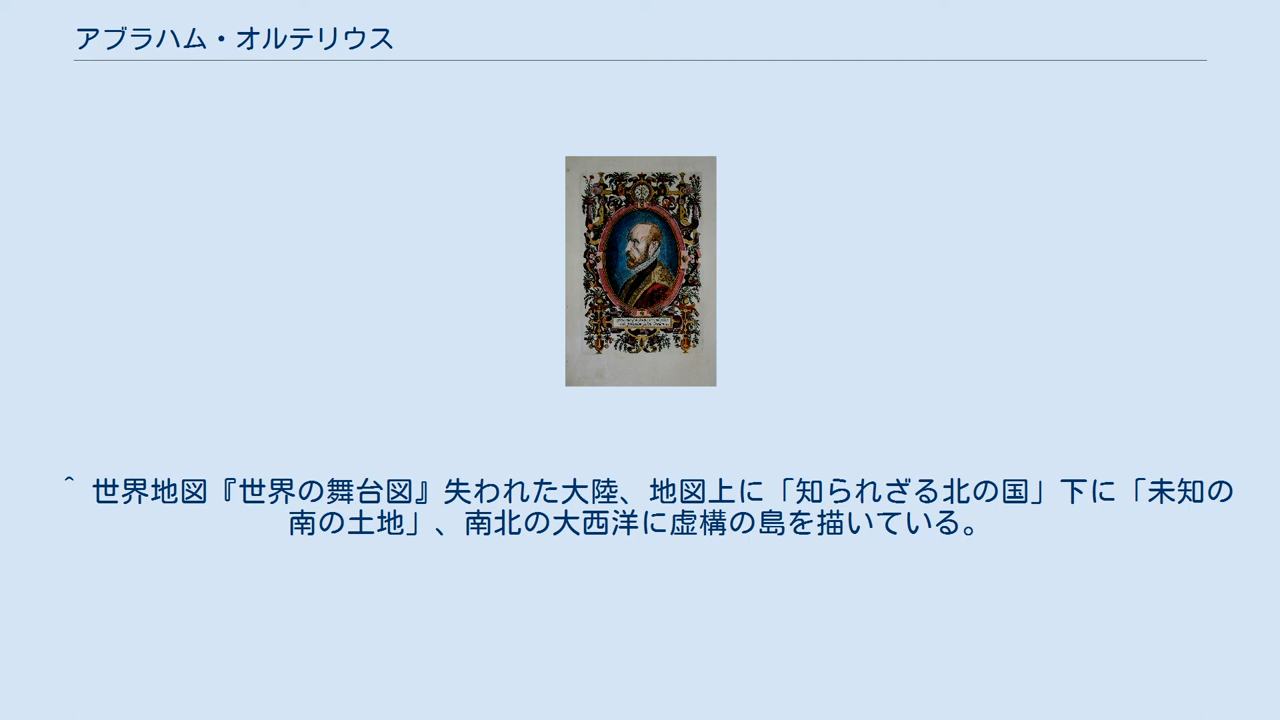 アブラハム・オルテリウス
^ 世界地図『世界の舞台図』失われた大陸、地図上に「知られざる北の国」下に「未知の
南の土地」、南北の大西洋に虚構の島を描いている。